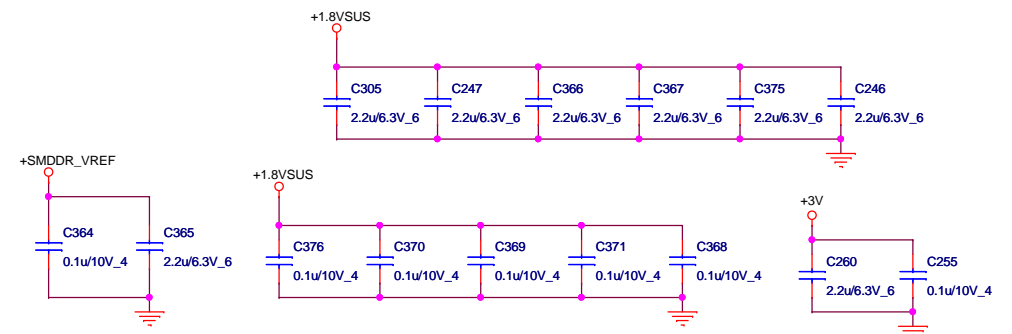 +1.8VSUS
C305
2.2u/6.3V_6
C247
2.2u/6.3V_6
C366
2.2u/6.3V_6
C367
2.2u/6.3V_6
C375
2.2u/6.3V_6
C246
2.2u/6.3V_6
+SMDDR_VREF
C364
0.1u/10V_4
C365
2.2u/6.3V_6
+1.8VSUS
C376
0.1u/10V_4
C370
0.1u/10V_4
C369
0.1u/10V_4
C371
0.1u/10V_4
C368
0.1u/10V_4
+3V
C260
2.2u/6.3V_6
C255
0.1u/10V_4